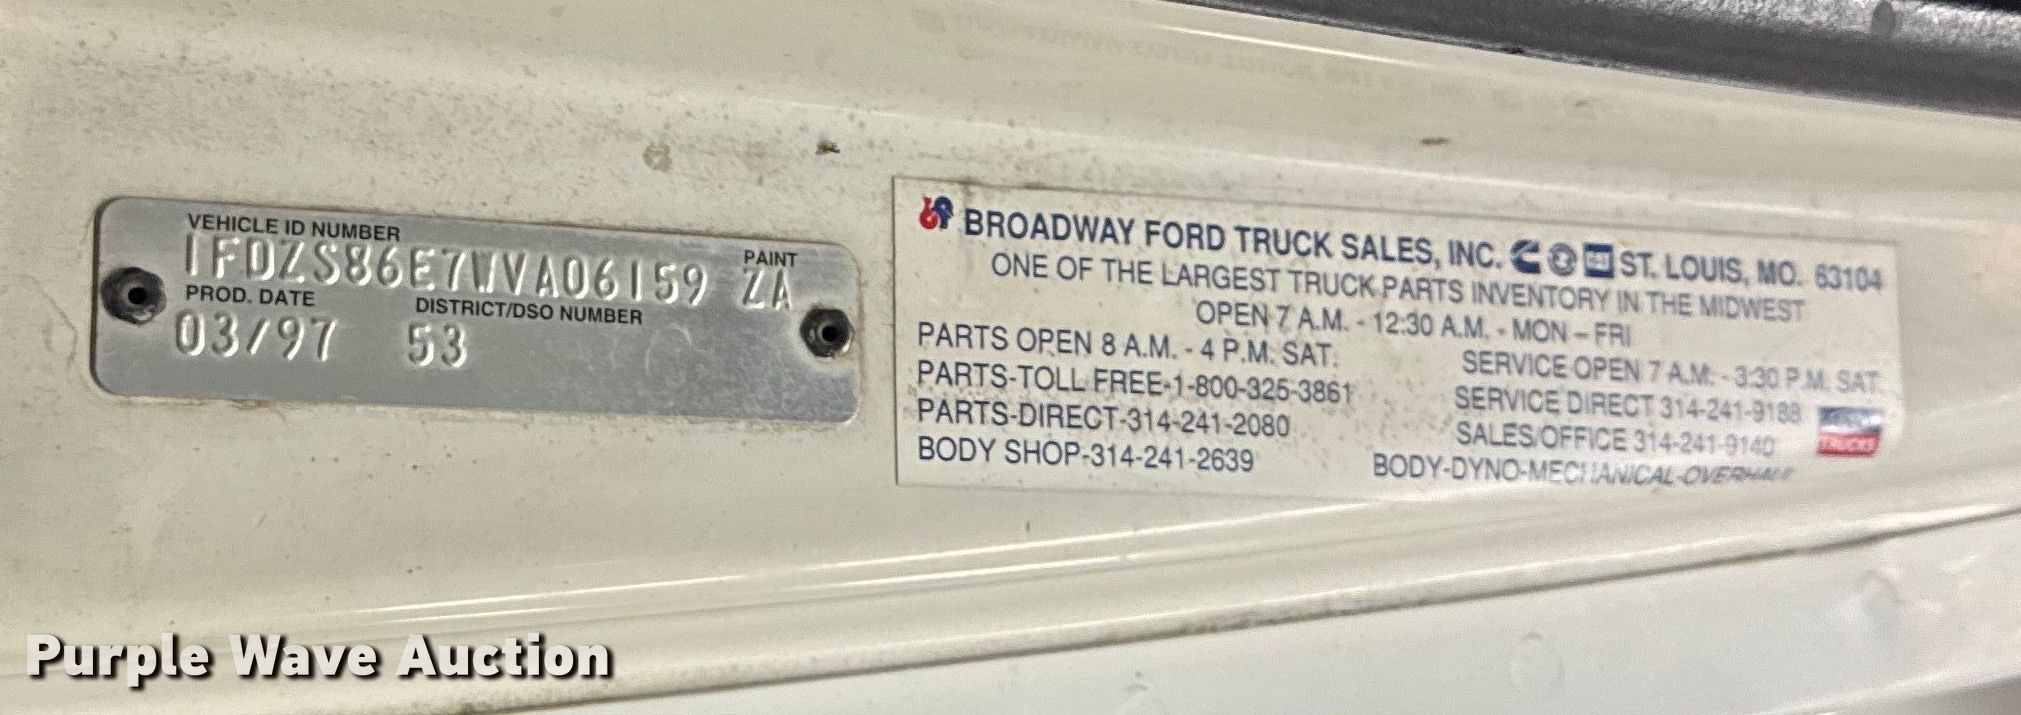 VEHICLE ID NUMBER
1FDZS86E7WVA06159
PAINT
ZA
PROD. DATE
03/97
DISTRICT/DSO NUMBER
53
BROADWAY FORD TRUCK SALES, INC. ST. LOUIS, MO. 63104
ONE OF THE LARGEST TRUCK PARTS INVENTORY IN THE MIDWEST
OPEN 7 A.M. - 12:30 A.M. - MON – FRI
PARTS OPEN 8 A.M. - 4 P.M. SAT.
SERVICE OPEN 7 A.M. - 3:30 P.M. SAT.
PARTS-TOLL FREE-1-800-325-3861
SERVICE DIRECT 314-241-9188
PARTS-DIRECT-314-241-2080
SALES/OFFICE 314-241-9140
TRUCKS
BODY SHOP-314-241-2639
BODY-DYNO-MECHANICAL-OVERHAUL
Purple Wave Auction